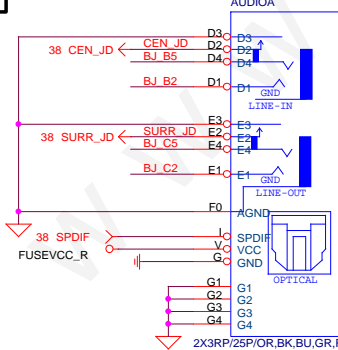 AUDIOA
D3 D3
38 CEN_JD CEN_JD D2 D2
BJ_B5 D4 D4
BJ_B2 D1 D1
GND
LINE-IN
E3 E3
38 SURR_JD SURR_JD E2 E2
BJ_C5 E4 E4
BJ_C2 E1 E1
GND
LINE-OUT
F0 AGND
38 SPDIF I SPDIF
FUSEVCC_R V VCC
G GND
OPTICAL
G1 G1
G2 G2
G3 G3
G4 G4
2X3RP/25P/OR,BK,BU,GR,